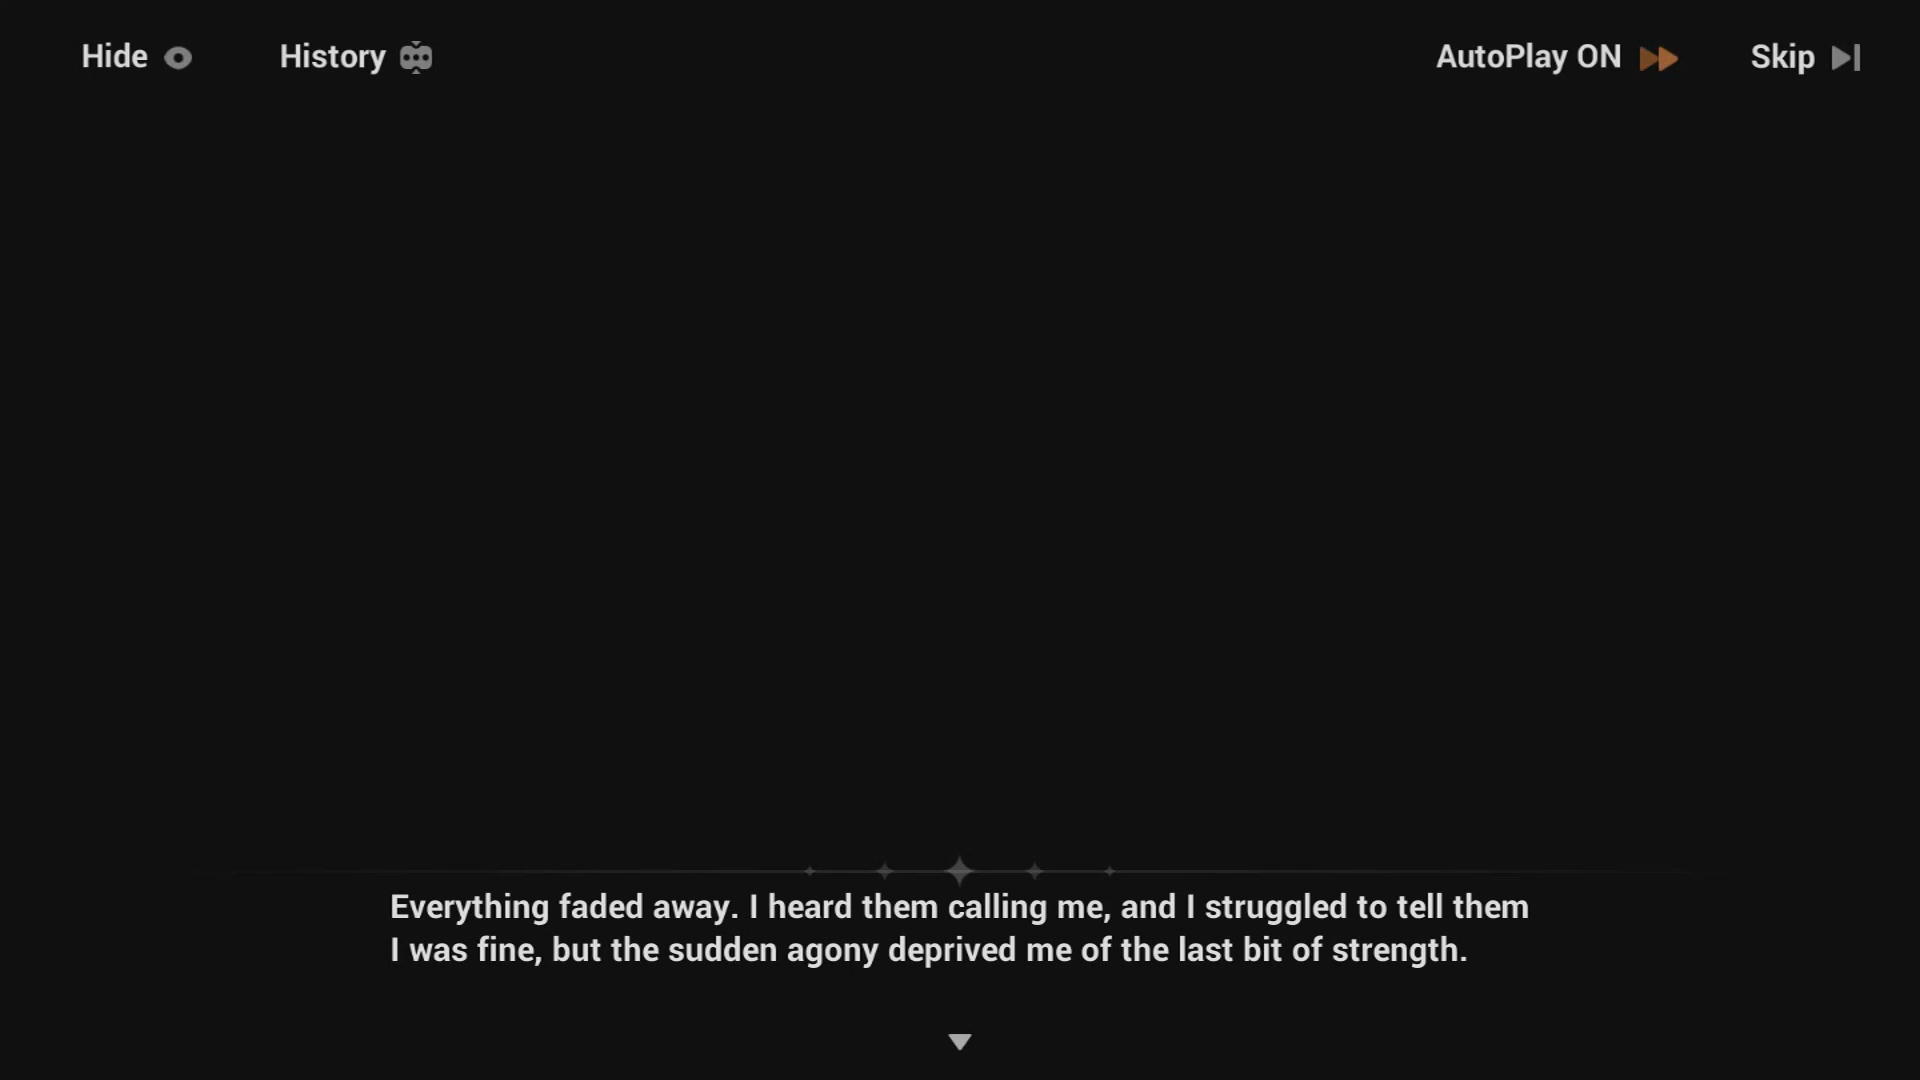 Hide
History
AutoPlay ON
Skip
Everything faded away. I heard them calling me, and I struggled to tell them
I was fine, but the sudden agony deprived me of the last bit of strength.